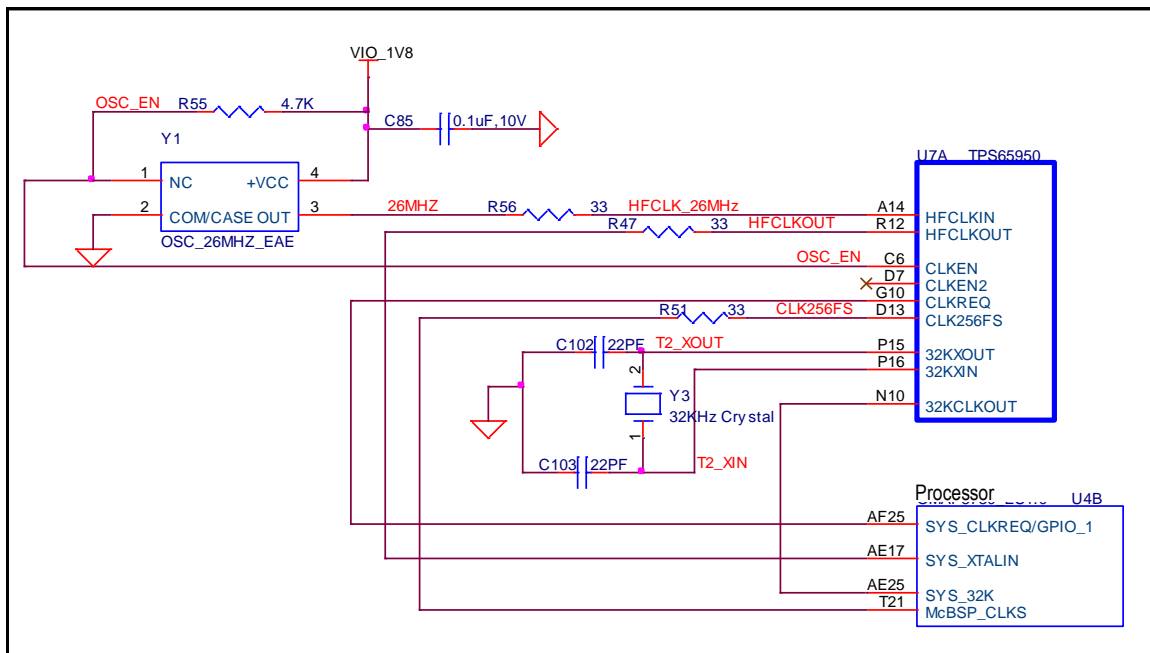 VIO_1V8
OSC_EN R55 4.7K
C85 0.1uF,10V
Y1
1 NC +VCC 4
2 COM/CASE OUT 3
OSC_26MHZ_EAE
U7A TPS65950
26MHZ R56 33 HFCLK_26MHz A14 HFCLKIN
R47 33 HFCLKOUT R12 HFCLKOUT
OSC_EN C6 CLKEN
D7 CLKEN2
G10 CLKREQ
R51 33 CLK256FS D13 CLK256FS
C102 22PF T2_XOUT P15 32KXOUT
P16 32KXIN
2
Y3
32KHz Crystal
1
N10 32KCLKOUT
C103 22PF T2_XIN
Processor
U4B
AF25 SYS_CLKREQ/GPIO_1
AE17 SYS_XTALIN
AE25 SYS_32K
T21 McBSP_CLKS